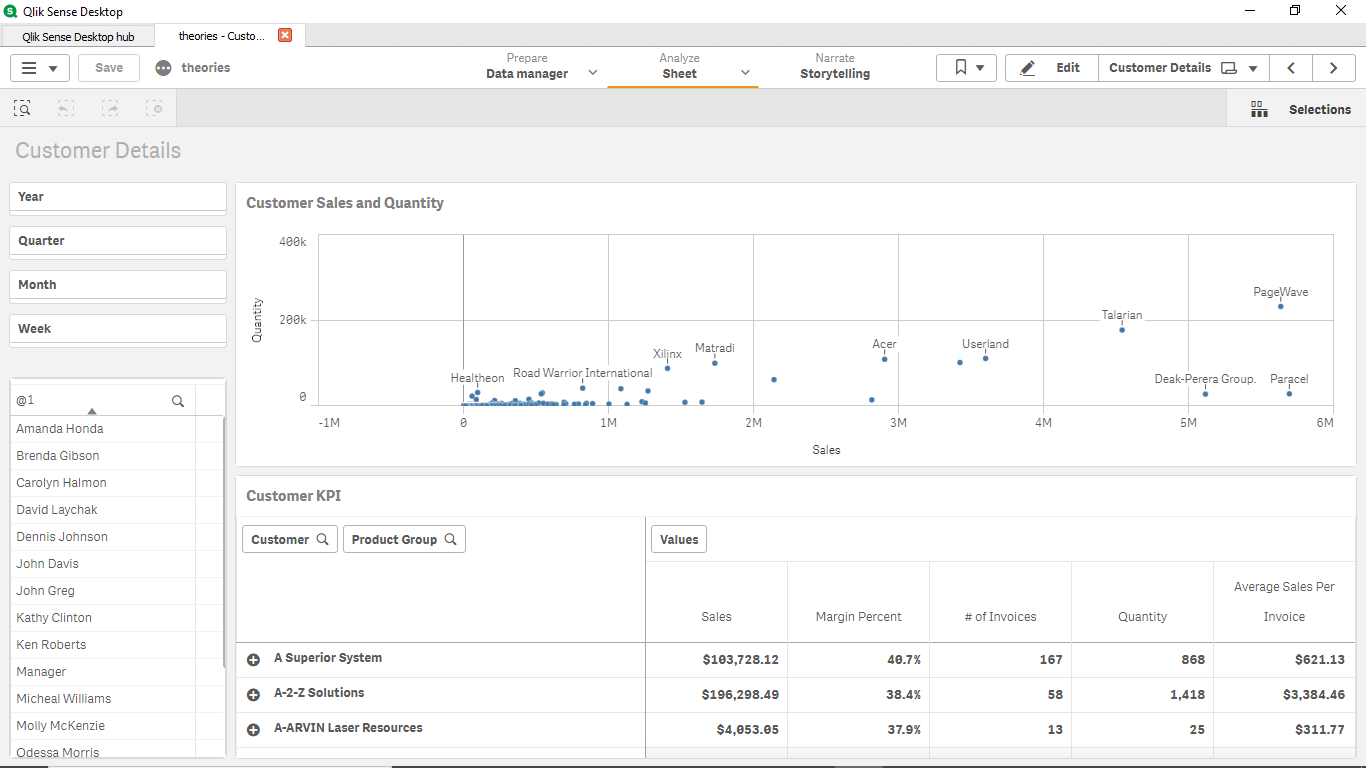 Qlik Sense Desktop
Qlik Sense Desktop hub
theories - Custo...
Save
theories
Prepare
Data manager
Analyze
Sheet
Narrate
Storytelling
Edit
Customer Details
Selections
Customer Details
Year
Quarter
Month
Week
@1
Amanda Honda
Brenda Gibson
Carolyn Halmon
David Laychak
Dennis Johnson
John Davis
John Greg
Kathy Clinton
Ken Roberts
Manager
Micheal Williams
Molly McKenzie
Odessa Morris
Customer Sales and Quantity
400k
200k
0
Quantity
PageWave
Talarian
Acer
Userland
Matradi
Xilinx
Road Warrior International
Healtheon
Deak-Perera Group.
Paracel
-1M 0 1M 2M 3M 4M 5M 6M
Sales
Customer KPI
Customer
Product Group
Values
Sales
Margin Percent
# of Invoices
Quantity
Average Sales Per
Invoice
A Superior System $103,728.12 40.7% 167 868 $621.13
A-2-Z Solutions $196,298.49 38.4% 58 1,418 $3,384.46
A-ARVIN Laser Resources $4,053.05 37.9% 13 25 $311.77